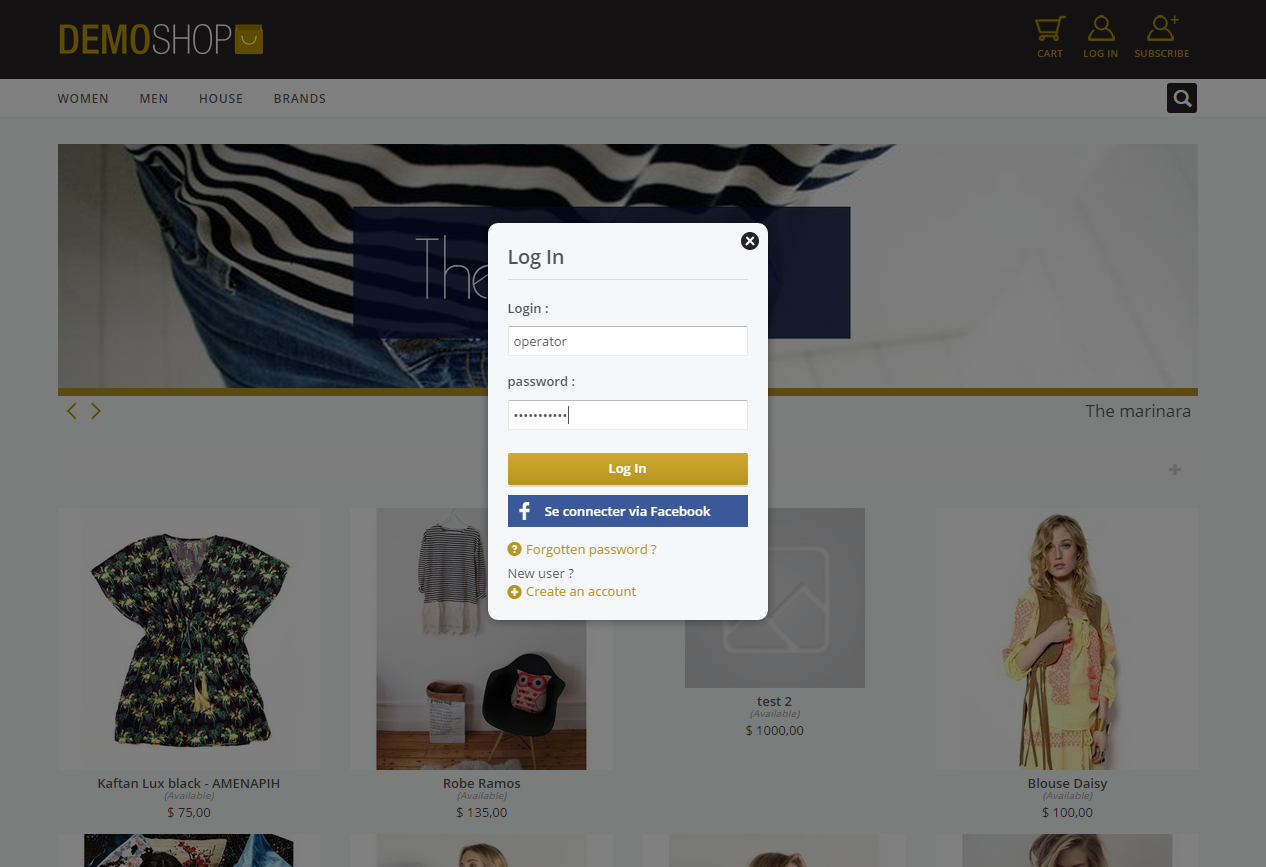 DEMOSHOP
CART
LOG IN
SUBSCRIBE
WOMEN MEN HOUSE BRANDS
The
The marinara
Log In
Login :
operator
password :
•••••••••••
Log In
Se connecter via Facebook
Forgotten password ?
New user ?
Create an account
Kaftan Lux black - AMENAPIH
(Available)
$ 75,00
Robe Ramos
(Available)
$ 135,00
test 2
(Available)
$ 1000,00
Blouse Daisy
(Available)
$ 100,00